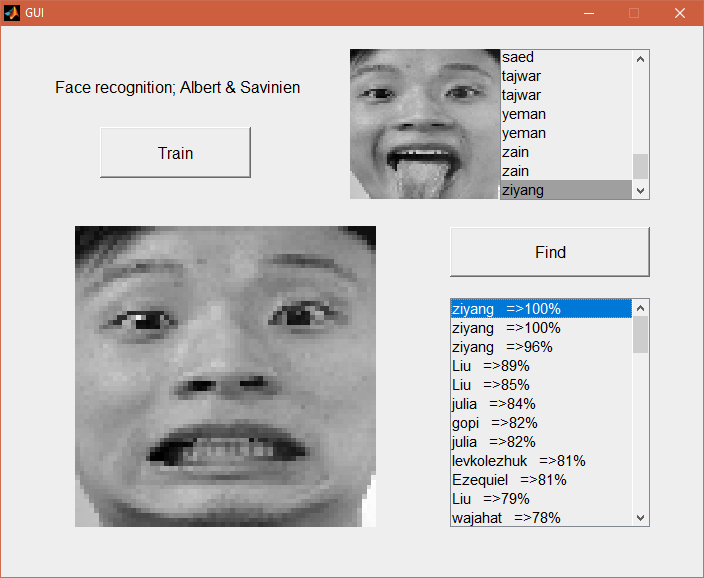 GUI
Face recognition; Albert & Savinien
Train
saed
tajwar
tajwar
yeman
yeman
zain
zain
ziyang
Find
ziyang =>100%
ziyang =>100%
ziyang =>96%
Liu =>89%
Liu =>85%
julia =>84%
gopi =>82%
julia =>82%
levkolezhuk =>81%
Ezequiel =>81%
Liu =>79%
wajahat =>78%